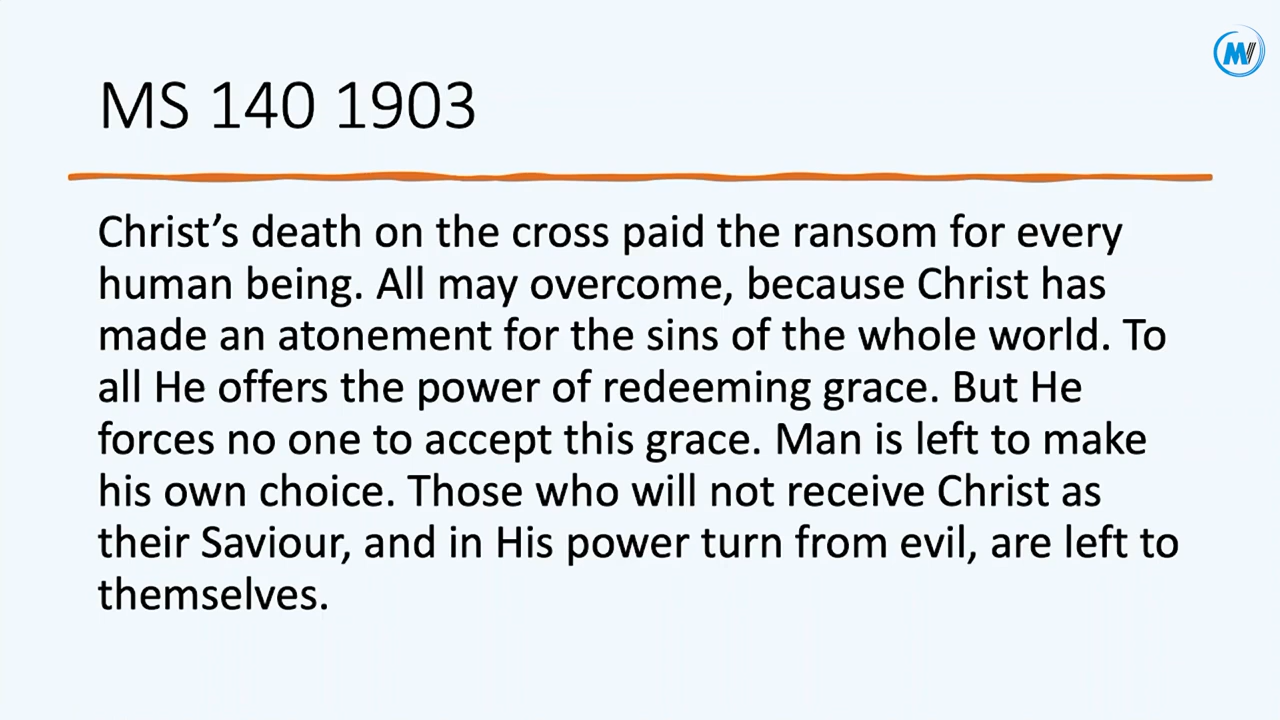 MV
MS 140 1903
Christ’s death on the cross paid the ransom for every
human being. All may overcome, because Christ has
made an atonement for the sins of the whole world. To
all He offers the power of redeeming grace. But He
forces no one to accept this grace. Man is left to make
his own choice. Those who will not receive Christ as
their Saviour, and in His power turn from evil, are left to
themselves.